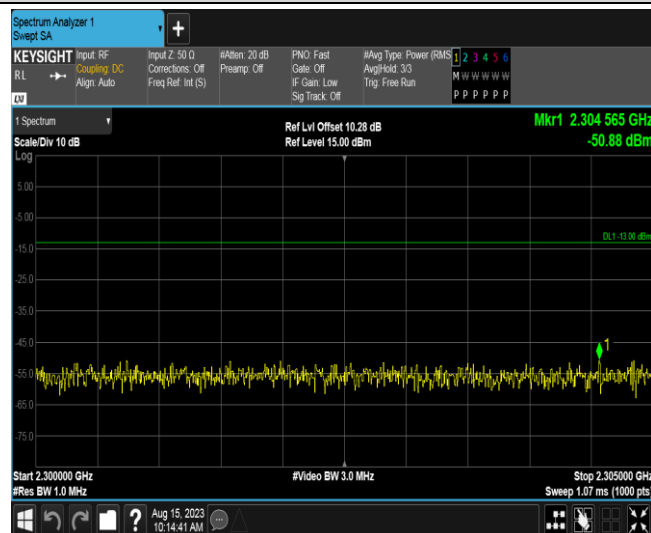 Spectrum Analyzer 1
Swept SA
+
KEYSIGHT
RL
LXI
Input: RF
Coupling: DC
Align: Auto
Input Z: 50 Ω
Corrections: Off
Freq Ref: Int (S)
#Atten: 20 dB
Preamp: Off
PNO: Fast
Gate: Off
IF Gain: Low
Sig Track: Off
#Avg Type: Power (RMS
Avg|Hold: 3/3
Trig: Free Run
1 2 3 4 5 6
M W W W W W
P P P P P P
1 Spectrum
Scale/Div 10 dB
Log
Ref Lvl Offset 10.28 dB
Ref Level 15.00 dBm
Mkr1 2.304 565 GHz
-50.88 dBm
5.00
-5.00
DL1 -13.00 dBm
-15.0
-25.0
-35.0
-45.0
1
-55.0
-65.0
-75.0
Start 2.300000 GHz
#Res BW 1.0 MHz
#Video BW 3.0 MHz
Stop 2.305000 GHz
Sweep 1.07 ms (1000 pts)
?
Aug 15, 2023
10:14:41 AM